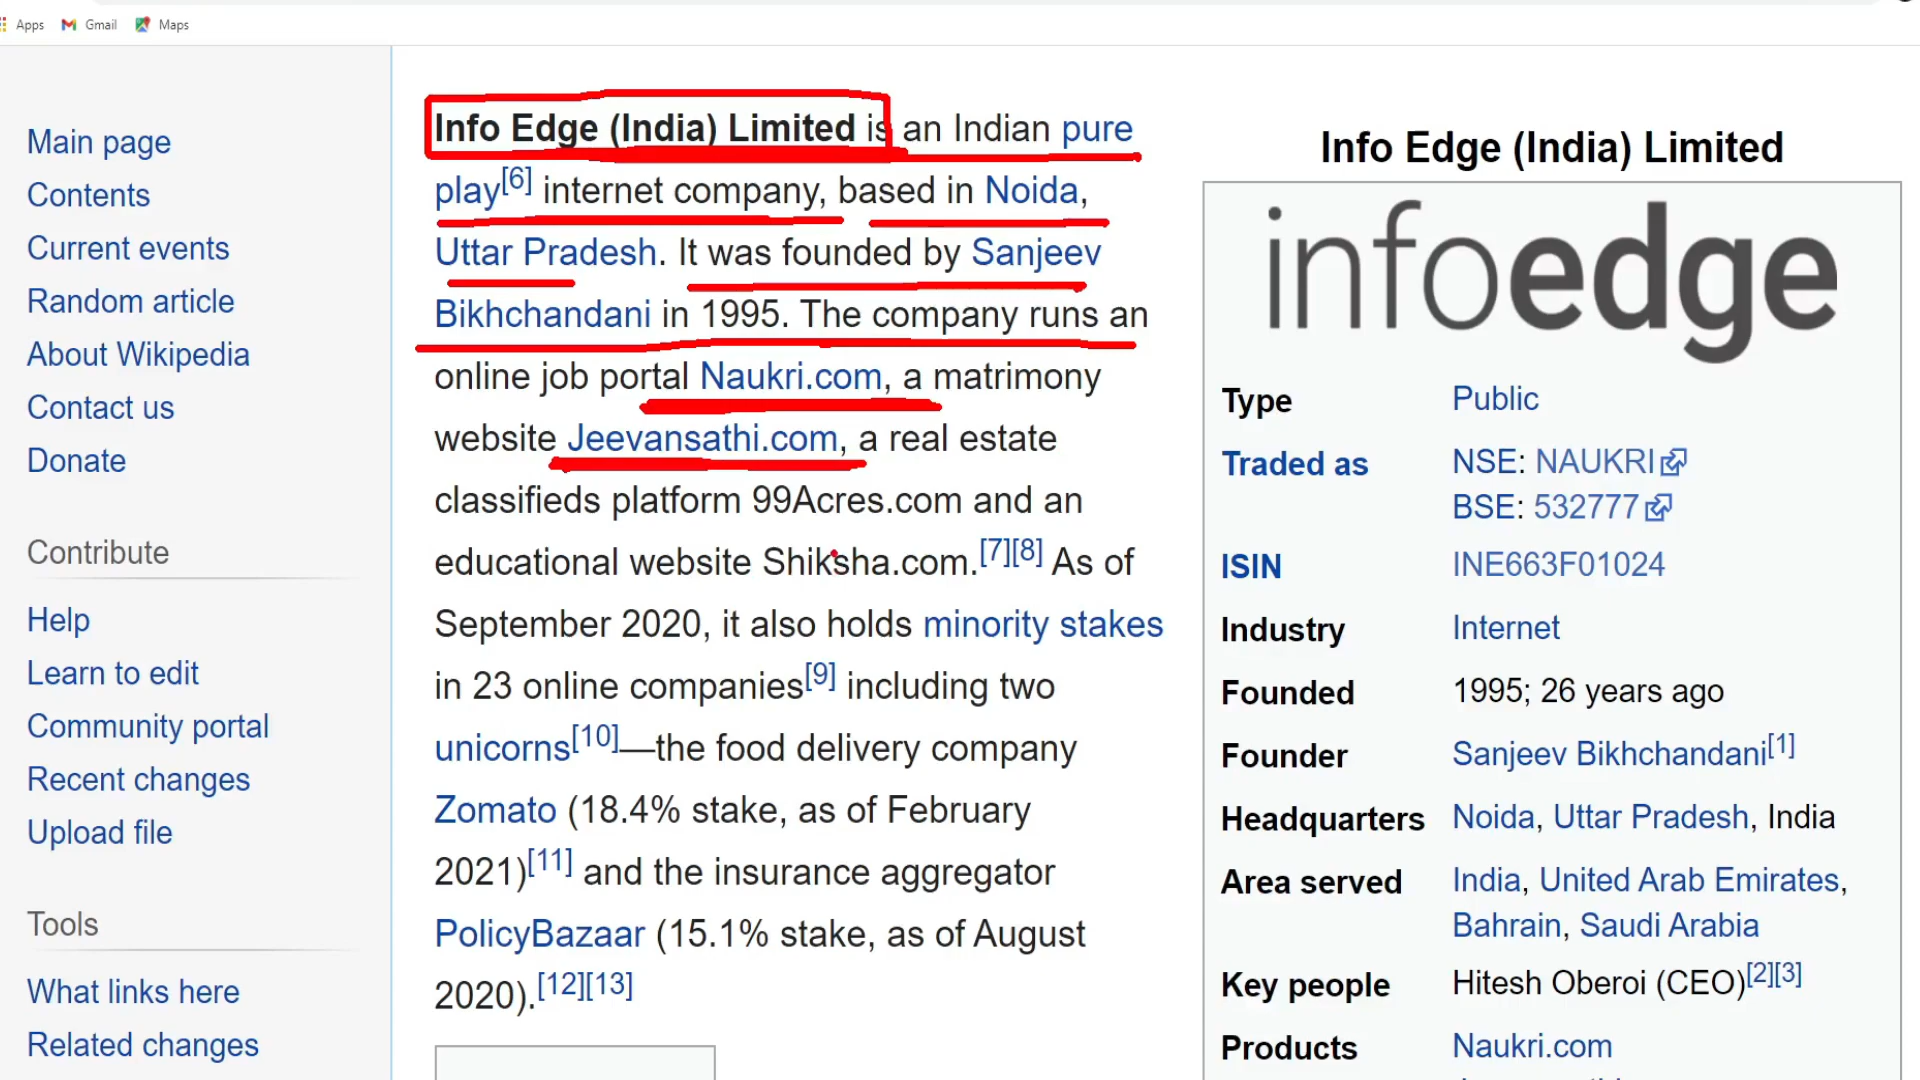 Apps Gmail Maps
Main page
Contents
Current events
Random article
About Wikipedia
Contact us
Donate
Contribute
Help
Learn to edit
Community portal
Recent changes
Upload file
Tools
What links here
Related changes
Info Edge (India) Limited is an Indian pure
play[6] internet company, based in Noida,
Uttar Pradesh. It was founded by Sanjeev
Bikhchandani in 1995. The company runs an
online job portal Naukri.com, a matrimony
website Jeevansathi.com, a real estate
classifieds platform 99Acres.com and an
educational website Shiksha.com.[7][8] As of
September 2020, it also holds minority stakes
in 23 online companies[9] including two
unicorns[10]—the food delivery company
Zomato (18.4% stake, as of February
2021)[11] and the insurance aggregator
PolicyBazaar (15.1% stake, as of August
2020).[12][13]
Info Edge (India) Limited
infoedge
Type Public
Traded as NSE: NAUKRI
BSE: 532777
ISIN INE663F01024
Industry Internet
Founded 1995; 26 years ago
Founder Sanjeev Bikhchandani[1]
Headquarters Noida, Uttar Pradesh, India
Area served India, United Arab Emirates,
Bahrain, Saudi Arabia
Key people Hitesh Oberoi (CEO)[2][3]
Products Naukri.com